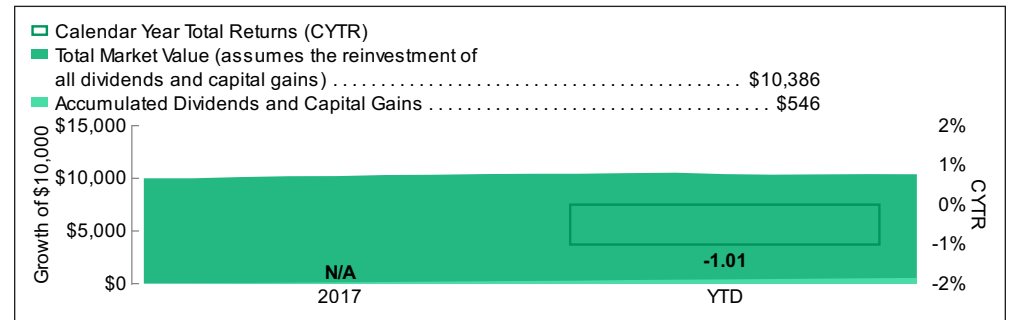 Calendar Year Total Returns (CYTR)
Total Market Value (assumes the reinvestment of
all dividends and capital gains) . . . . . . . . . . . . . . . . . . . . . . . . . . . . . . . . . . . . . . . . $10,386
Accumulated Dividends and Capital Gains . . . . . . . . . . . . . . . . . . . . . . . . . . . . . . . . . $546
Growth of $10,000
$15,000
$10,000
$5,000
$0
2%
1%
0%
-1%
-2%
CYTR
N/A
-1.01
2017
YTD